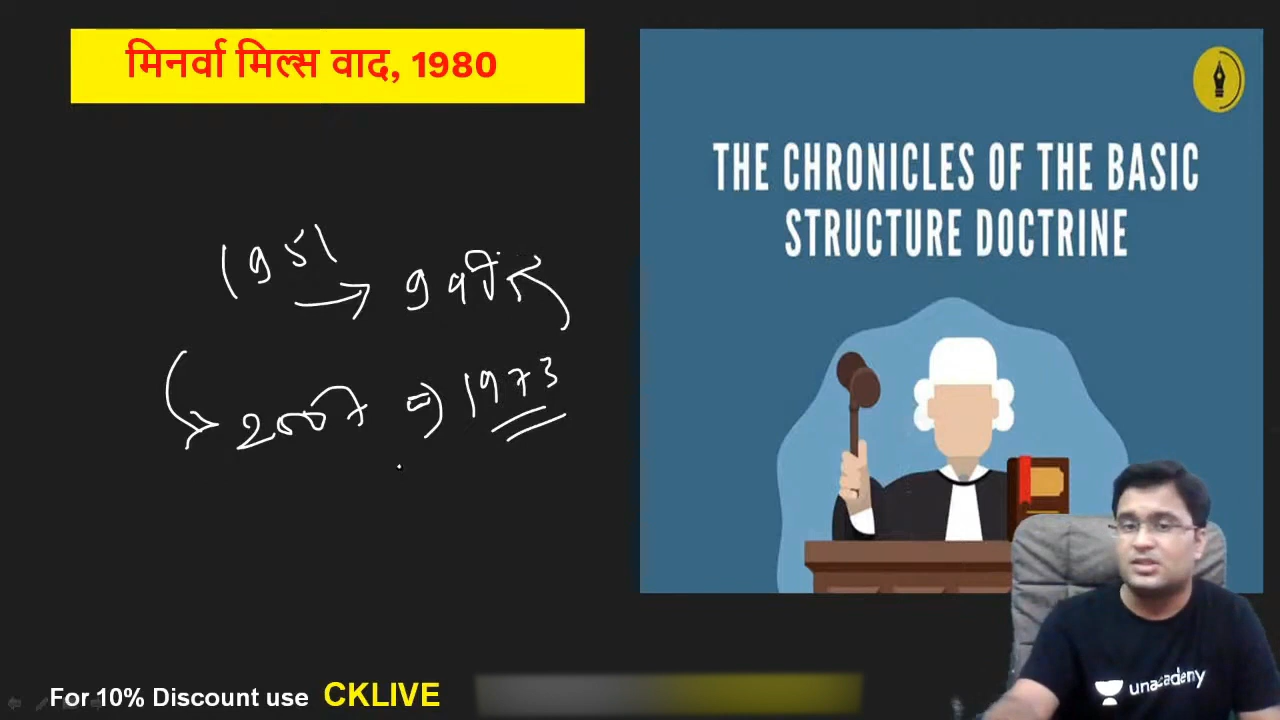 मिनर्वा मिल्स वाद, 1980
THE CHRONICLES OF THE BASIC
STRUCTURE DOCTRINE
1951
→ 9वीं
→ 2007 ⇒ 1973
unacademy
For 10% Discount use CKLIVE